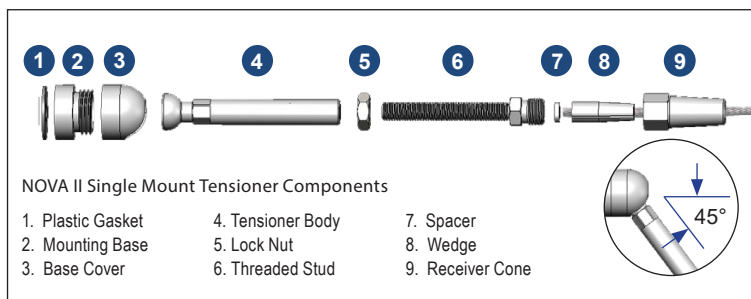 1 2 3 4 5 6 7 8 9
NOVA II Single Mount Tensioner Components
1. Plastic Gasket
2. Mounting Base
3. Base Cover
4. Tensioner Body
5. Lock Nut
6. Threaded Stud
7. Spacer
8. Wedge
9. Receiver Cone
45°